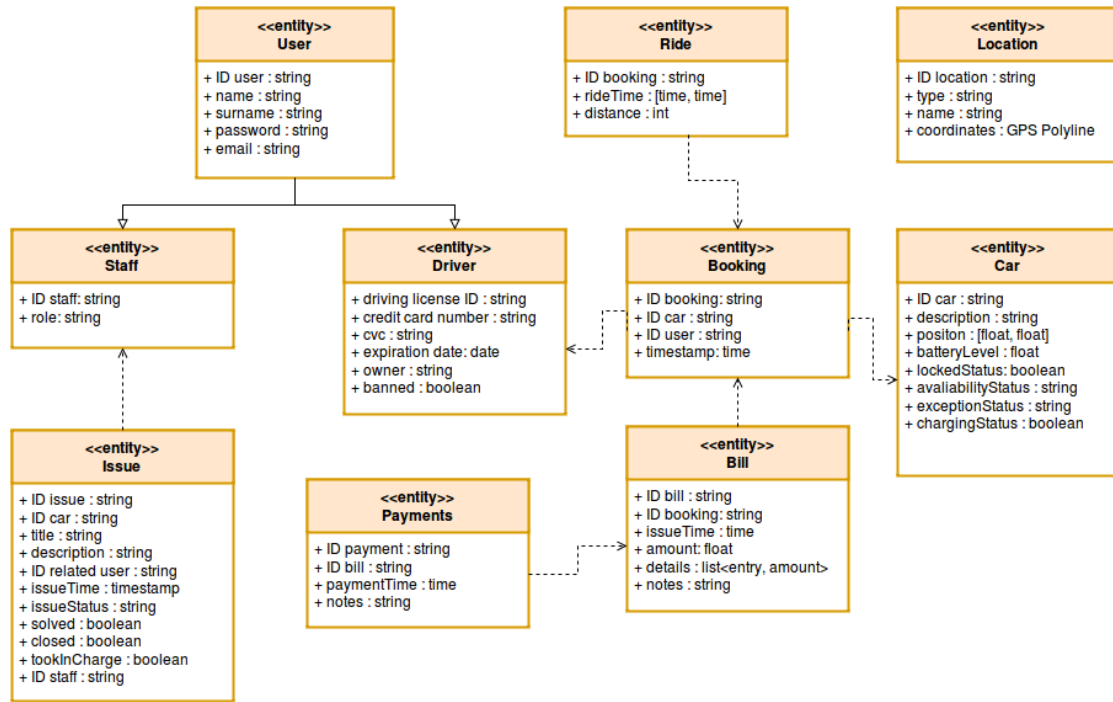 <<entity>>
User
+ ID user : string
+ name : string
+ surname : string
+ password : string
+ email : string
<<entity>>
Ride
+ ID booking : string
+ rideTime : [time, time]
+ distance : int
<<entity>>
Location
+ ID location : string
+ type : string
+ name : string
+ coordinates : GPS Polyline
<<entity>>
Staff
+ ID staff: string
+ role: string
<<entity>>
Driver
+ driving license ID : string
+ credit card number : string
+ cvc : string
+ expiration date: date
+ owner : string
+ banned : boolean
<<entity>>
Booking
+ ID booking: string
+ ID car : string
+ ID user : string
+ timestamp: time
<<entity>>
Car
+ ID car : string
+ description : string
+ positon : [float, float]
+ batteryLevel : float
+ lockedStatus: boolean
+ avaliabilityStatus : string
+ exceptionStatus : string
+ chargingStatus : boolean
<<entity>>
Issue
+ ID issue : string
+ ID car : string
+ title : string
+ description : string
+ ID related user : string
+ issueTime : timestamp
+ issueStatus : string
+ solved : boolean
+ closed : boolean
+ tookInCharge : boolean
+ ID staff : string
<<entity>>
Payments
+ ID payment : string
+ ID bill : string
+ paymentTime : time
+ notes : string
<<entity>>
Bill
+ ID bill : string
+ ID booking: string
+ issueTime : time
+ amount: float
+ details : list<entry, amount>
+ notes : string